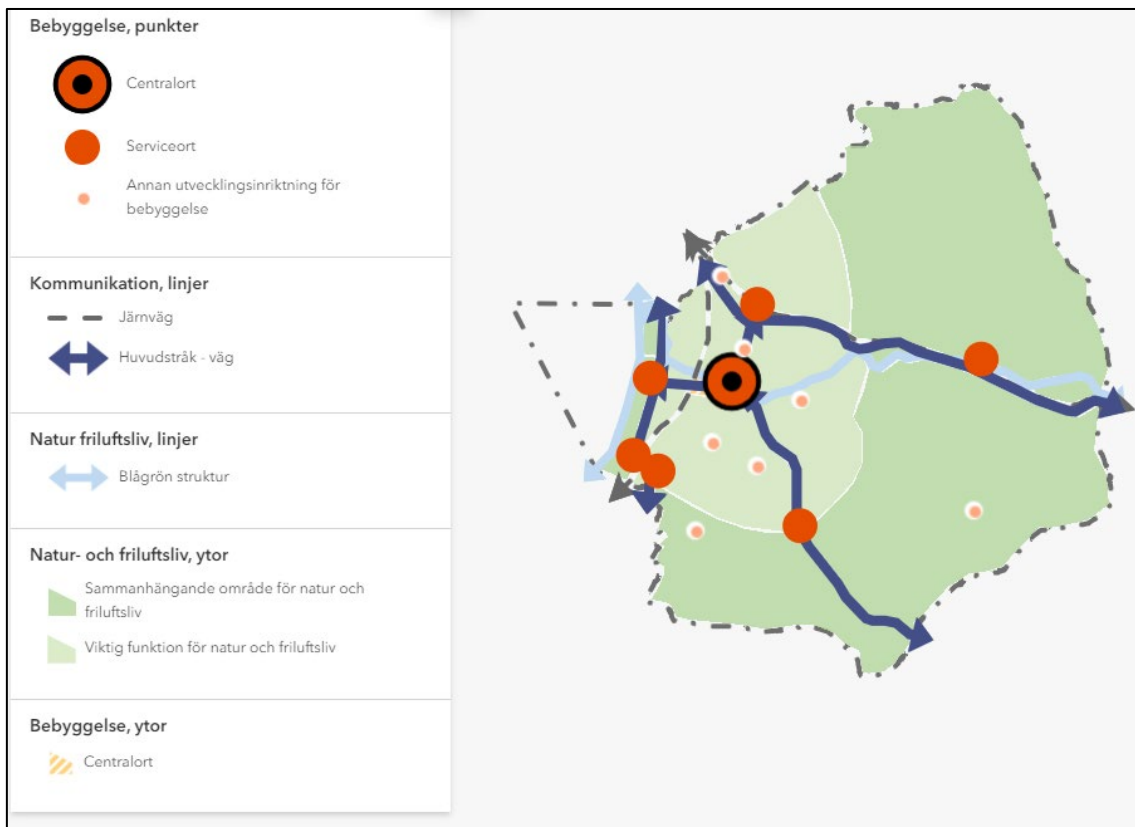 Bebyggelse, punkter
Centralort
Serviceort
Annan utvecklingsinriktning för
bebyggelse
Kommunikation, linjer
Järnväg
Huvudstråk - väg
Natur friluftsliv, linjer
Blågrön struktur
Natur- och friluftsliv, ytor
Sammanhängande område för natur och
friluftsliv
Viktig funktion för natur och friluftsliv
Bebyggelse, ytor
Centralort